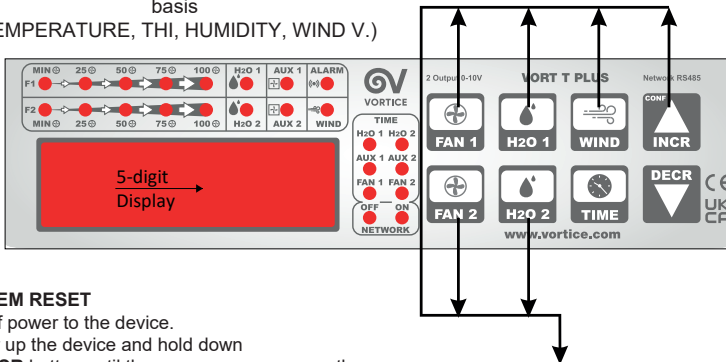 basis
EMPERATURE, THI, HUMIDITY, WIND V.)
MIN 25 50 75 100 H2O 1 AUX 1 ALARM
F1
F2
MIN 25 50 75 100 H2O 2 AUX 2 WIND
VORTICE
TIME
H2O 1 H2O 2
AUX 1 AUX 2
FAN 1 FAN 2
OFF ON
NETWORK
5-digit
Display
2 Output 0-10V VORT T PLUS Network RS485
CONF
FAN 1 H2O 1 WIND INCR
DECR
FAN 2 H2O 2 TIME
www.vortice.com
CE
UK
CA
EM RESET
f power to the device.
up the device and hold down